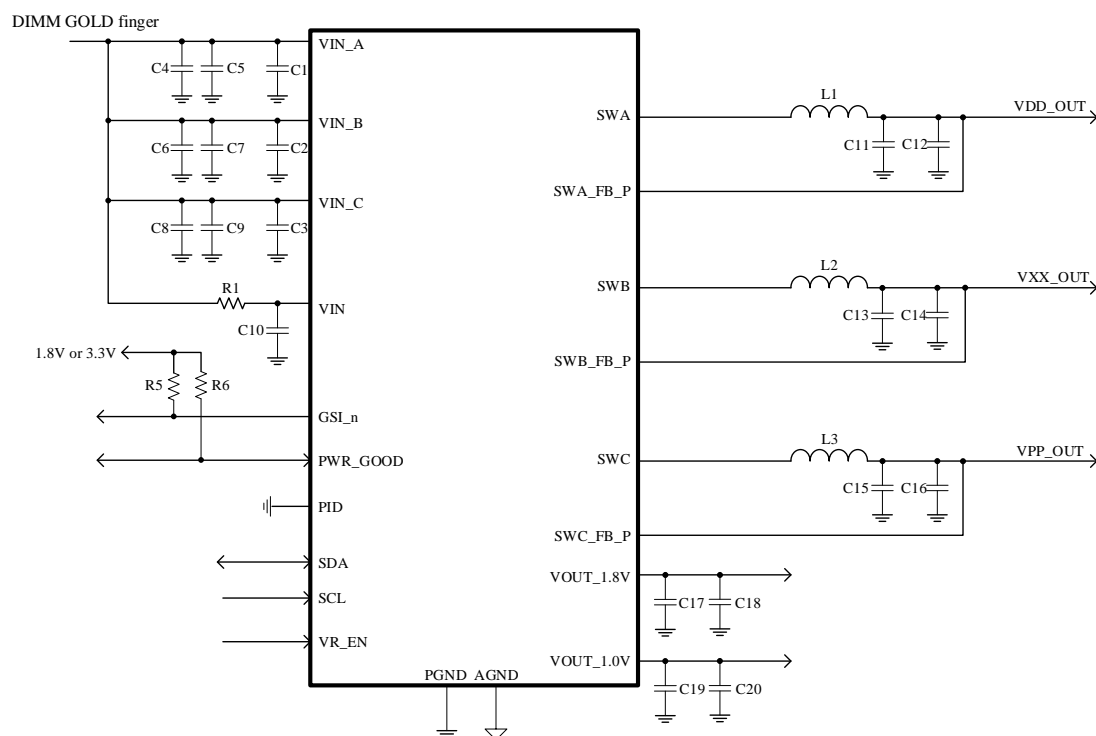 DIMM GOLD finger
VIN_A
C4 C5 C1
VIN_B
C6 C7 C2
VIN_C
C8 C9 C3
R1
VIN
C10
1.8V or 3.3V
R5 R6
GSI_n
PWR_GOOD
PID
SDA
SCL
VR_EN
PGND AGND
SWA
L1
VDD_OUT
C11 C12
SWA_FB_P
SWB
L2
VXX_OUT
C13 C14
SWB_FB_P
SWC
L3
VPP_OUT
C15 C16
SWC_FB_P
VOUT_1.8V
C17 C18
VOUT_1.0V
C19 C20